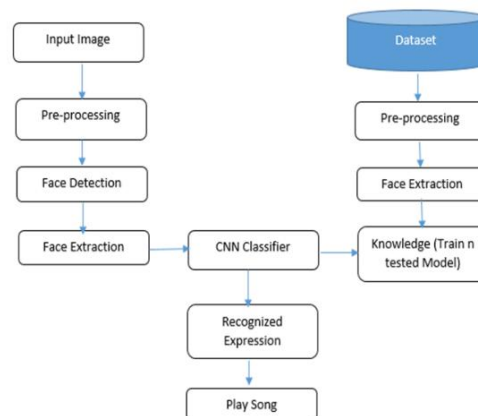 Input Image
Dataset
Pre-processing
Pre-processing
Face Detection
Face Extraction
Face Extraction
CNN Classifier
Knowledge (Train n
tested Model)
Recognized
Expression
Play Song